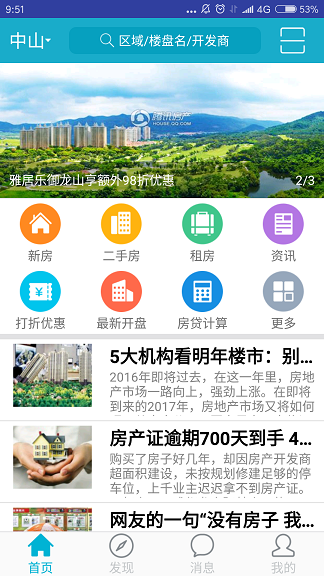 9:51
... 4G 53%
中山
区域/楼盘名/开发商
腾讯房产
HOUSE.QQ.COM
雅居乐御龙山享额外98折优惠 2/3
新房 二手房 租房 资讯
打折优惠 最新开盘 房贷计算 更多
5大机构看明年楼市：别...
2016年即将过去，在这一年里，房地
产市场一路向上，强劲上涨。在即将
到来的2017年，房地产市场又将如何
房产证逾期700天到手 4...
购买了房子好几年，却因房产开发商
超面积建设，未按规划修建足够的停
车位，上千业主迟迟拿不到房产证。
网友的一句“没有房子 我...
首页 发现 消息 我的